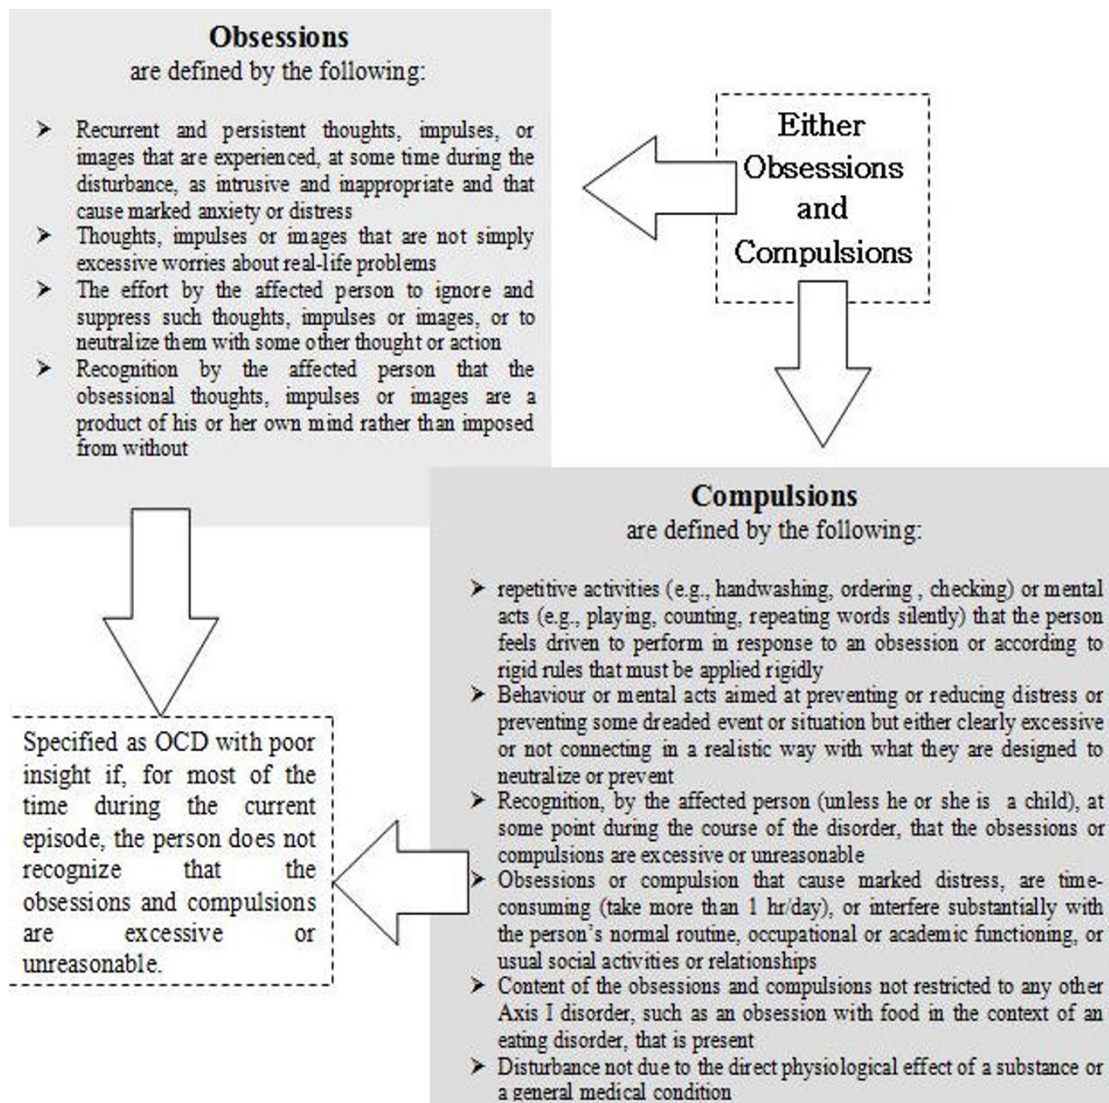 Obsessions
are defined by the following:
➢ Recurrent and persistent thoughts, impulses, or
images that are experienced, at some time during the
disturbance, as intrusive and inappropriate and that
cause marked anxiety or distress
➢ Thoughts, impulses or images that are not simply
excessive worries about real-life problems
➢ The effort by the affected person to ignore and
suppress such thoughts, impulses or images, or to
neutralize them with some other thought or action
➢ Recognition by the affected person that the
obsessional thoughts, impulses or images are a
product of his or her own mind rather than imposed
from without
Either
Obsessions
and
Compulsions
Compulsions
are defined by the following:
➢ repetitive activities (e.g., handwashing, ordering , checking) or mental
acts (e.g., playing, counting, repeating words silently) that the person
feels driven to perform in response to an obsession or according to
rigid rules that must be applied rigidly
➢ Behaviour or mental acts aimed at preventing or reducing distress or
preventing some dreaded event or situation but either clearly excessive
or not connecting in a realistic way with what they are designed to
neutralize or prevent
➢ Recognition, by the affected person (unless he or she is a child), at
some point during the course of the disorder, that the obsessions or
compulsions are excessive or unreasonable
➢ Obsessions or compulsion that cause marked distress, are time-
consuming (take more than 1 hr/day), or interfere substantially with
the person's normal routine, occupational or academic functioning, or
usual social activities or relationships
➢ Content of the obsessions and compulsions not restricted to any other
Axis I disorder, such as an obsession with food in the context of an
eating disorder, that is present
➢ Disturbance not due to the direct physiological effect of a substance or
a general medical condition
Specified as OCD with poor
insight if, for most of the
time during the current
episode, the person does not
recognize that the
obsessions and compulsions
are excessive or
unreasonable.